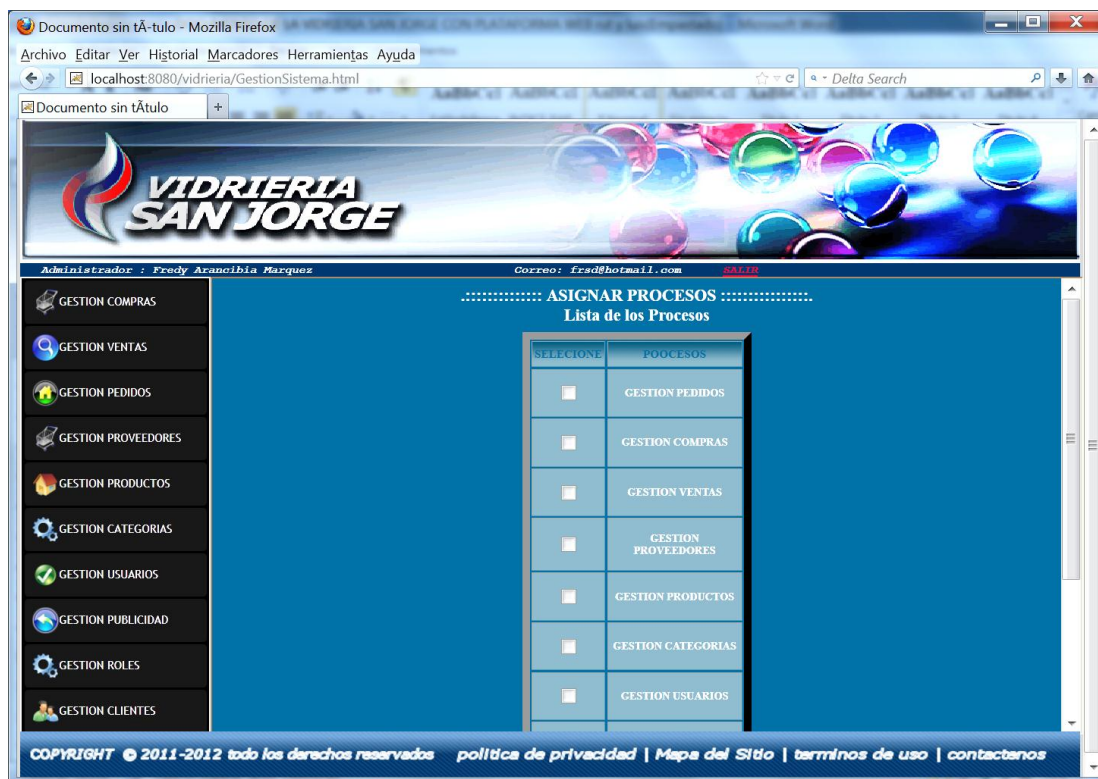 Documento sin tÃ-tulo - Mozilla Firefox
Archivo Editar Ver Historial Marcadores Herramientas Ayuda
localhost:8080/vidrieria/GestionSistema.html
Delta Search
Documento sin tÃtulo
VIDRIERIA
SAN JORGE
Administrador : Fredy Arancibia Marquez Correo: frsd@hotmail.com SALIR
GESTION COMPRAS
GESTION VENTAS
GESTION PEDIDOS
GESTION PROVEEDORES
GESTION PRODUCTOS
GESTION CATEGORIAS
GESTION USUARIOS
GESTION PUBLICIDAD
GESTION ROLES
GESTION CLIENTES
.:::::::::::::: ASIGNAR PROCESOS ::::::::::::::::.
Lista de los Procesos
SELECIONE POOCESOS
GESTION PEDIDOS
GESTION COMPRAS
GESTION VENTAS
GESTION
PROVEEDORES
GESTION PRODUCTOS
GESTION CATEGORIAS
GESTION USUARIOS
COPYRIGHT © 2011-2012 todo los derechos reservados politica de privacidad | Mapa del Sitio | terminos de uso | contactenos